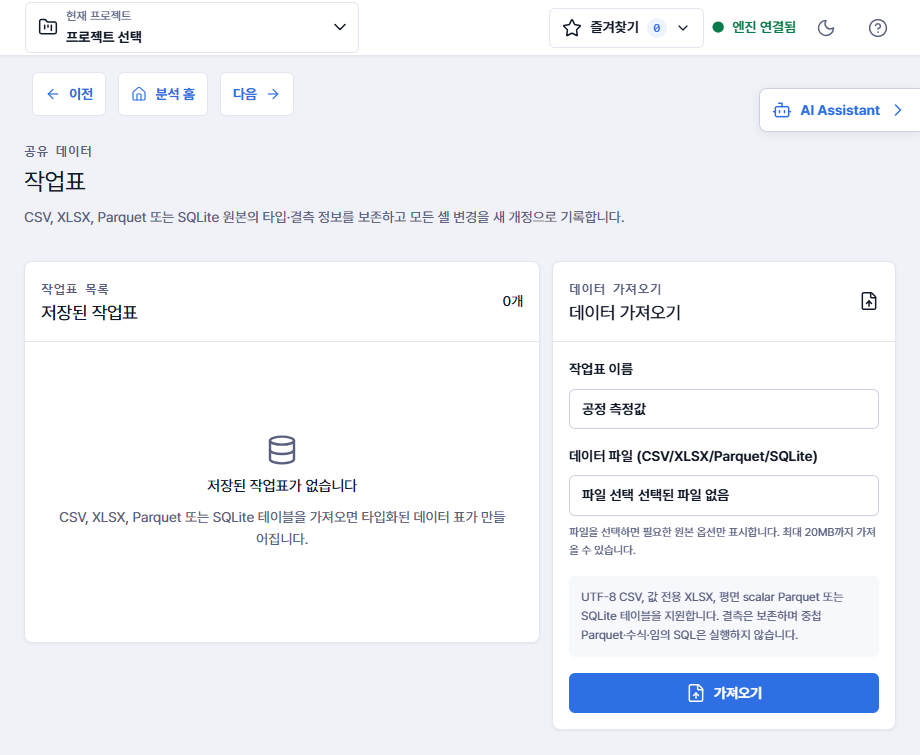 현재 프로젝트
프로젝트 선택
즐겨찾기 0
엔진 연결됨
이전
분석 홈
다음
AI Assistant
공유 데이터
작업표
CSV, XLSX, Parquet 또는 SQLite 원본의 타입·결측 정보를 보존하고 모든 셀 변경을 새 개정으로 기록합니다.
작업표 목록
저장된 작업표
0개
저장된 작업표가 없습니다
CSV, XLSX, Parquet 또는 SQLite 테이블을 가져오면 타입화된 데이터 표가 만들
어집니다.
데이터 가져오기
데이터 가져오기
작업표 이름
공정 측정값
데이터 파일 (CSV/XLSX/Parquet/SQLite)
파일 선택 선택된 파일 없음
파일을 선택하면 필요한 원본 옵션만 표시합니다. 최대 20MB까지 가져
올 수 있습니다.
UTF-8 CSV, 값 전용 XLSX, 평면 scalar Parquet 또는
SQLite 테이블을 지원합니다. 결측은 보존하며 중첩
Parquet·수식·임의 SQL은 실행하지 않습니다.
가져오기